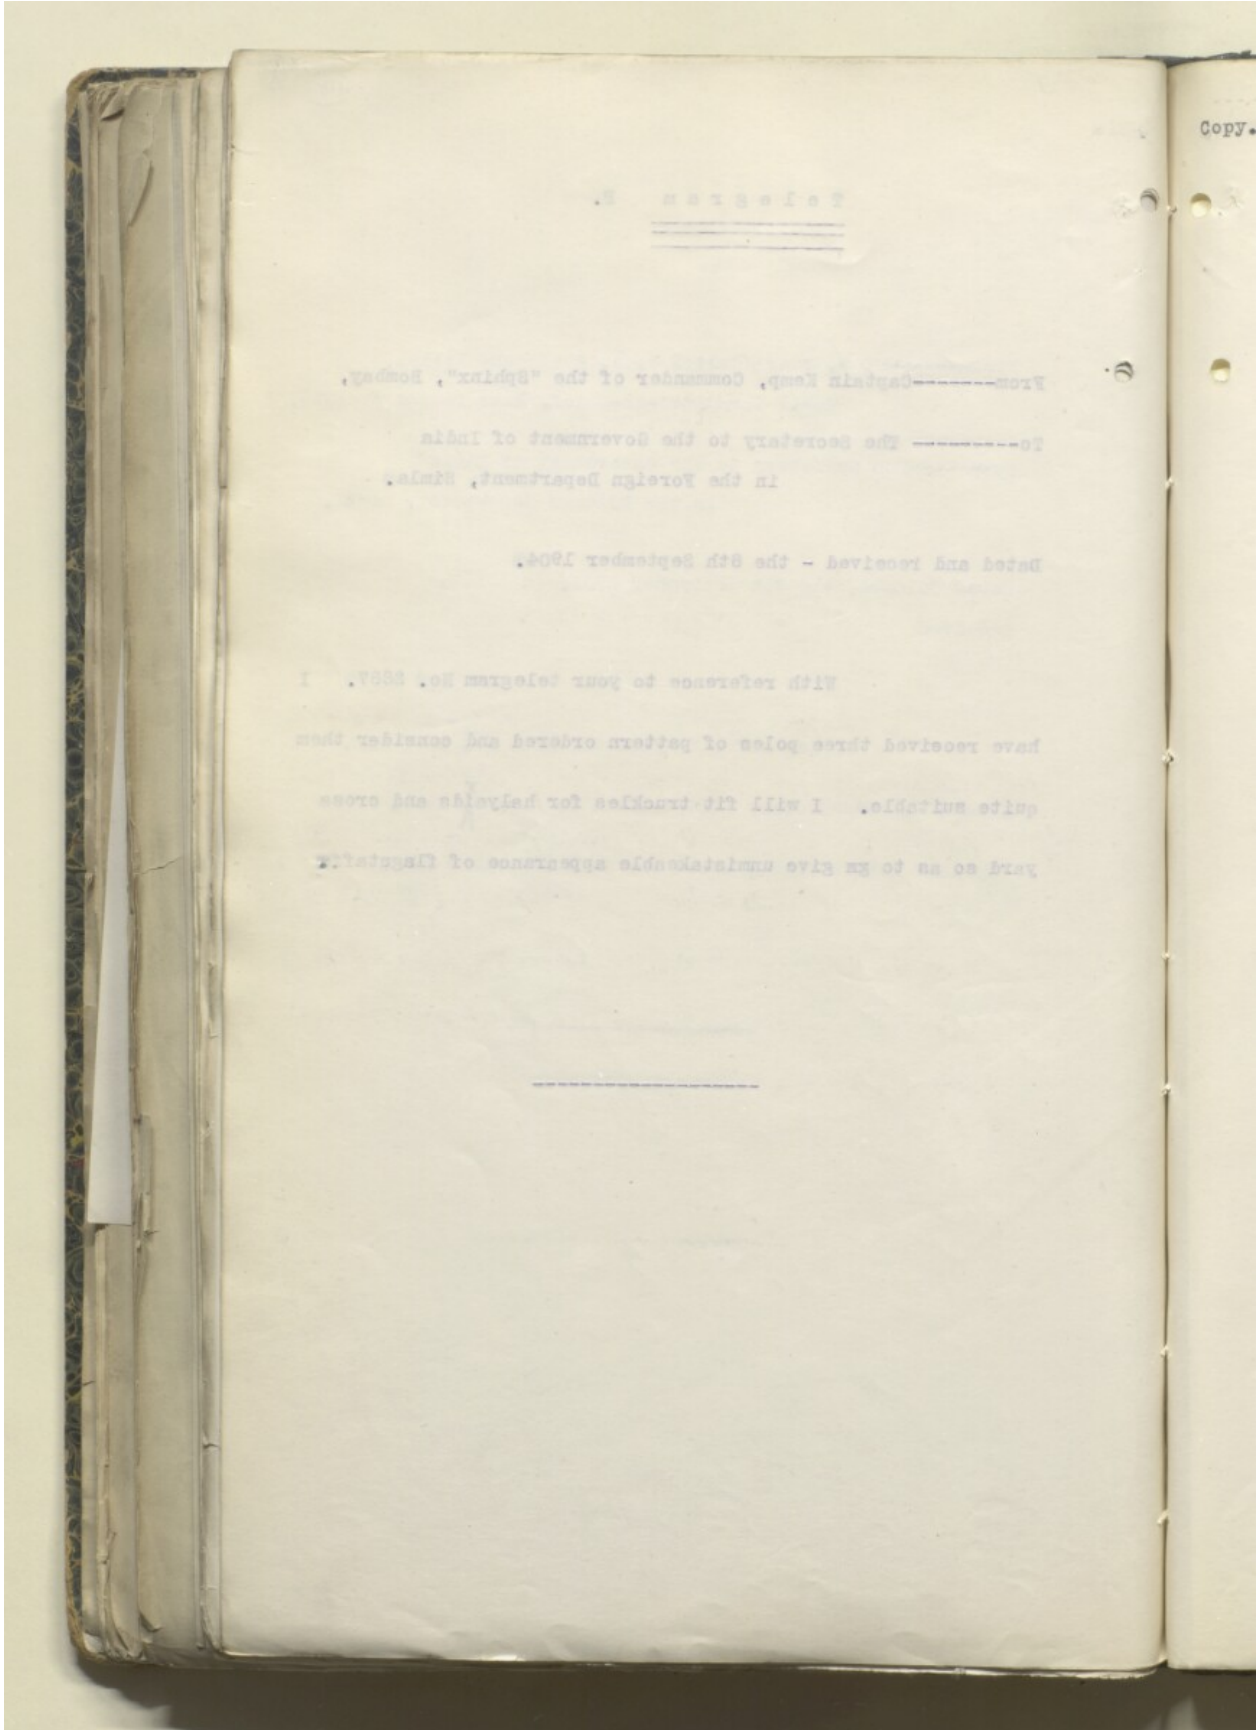 Copy.
Telegram P.
From--------Captain Kemp, Commander of the "Sphinx", Bombay,
To---------- The Secretary to the Government of India
in the Foreign Department, Simla.
Dated and received - the 8th September 1904.
With reference to your telegram No. I
have received three poles of pattern ordered and consider them
quite suitable. I will fit truckles for and cross
yard so as to gm give unmistakeable appearance of flagstaff.